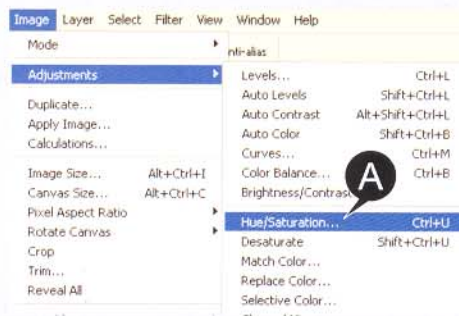 Image Layer Select Filter View Window Help
Mode
nti-alias
Adjustments
Duplicate...
Apply Image...
Calculations...
Image Size... Alt+Ctrl+I
Canvas Size... Alt+Ctrl+C
Pixel Aspect Ratio
Rotate Canvas
Crop
Trim...
Reveal All
Levels... Ctrl+L
Auto Levels Shift+Ctrl+L
Auto Contrast Alt+Shift+Ctrl+L
Auto Color Shift+Ctrl+B
Curves... Ctrl+M
Color Balance... Ctrl+B
Brightness/Contras
A
Hue/Saturation... Ctrl+U
Desaturate Shift+Ctrl+U
Match Color...
Replace Color...
Selective Color...